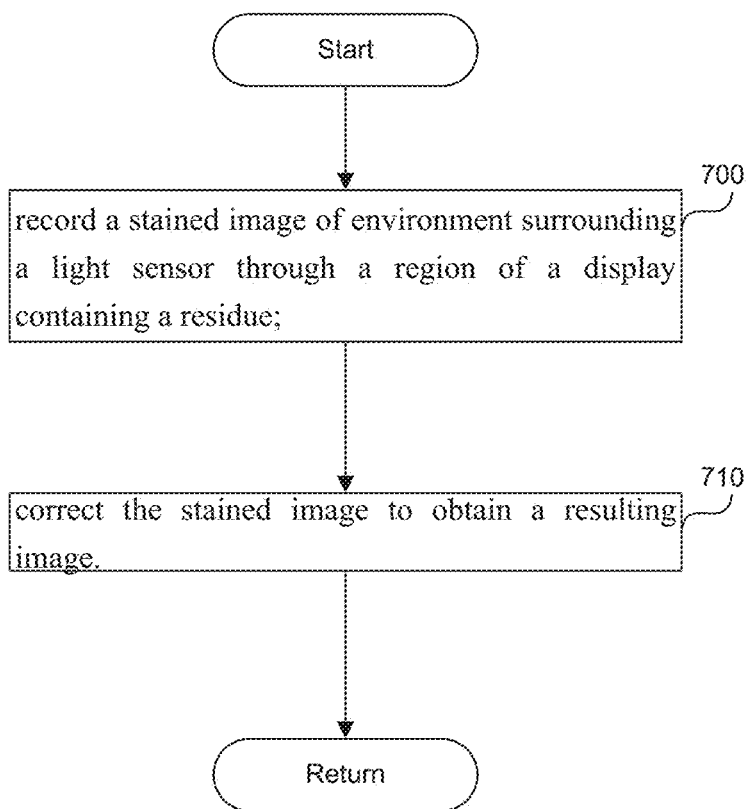 Start
700
record a stained image of environment surrounding
a light sensor through a region of a display
containing a residue;
710
correct the stained image to obtain a resulting
image.
Return